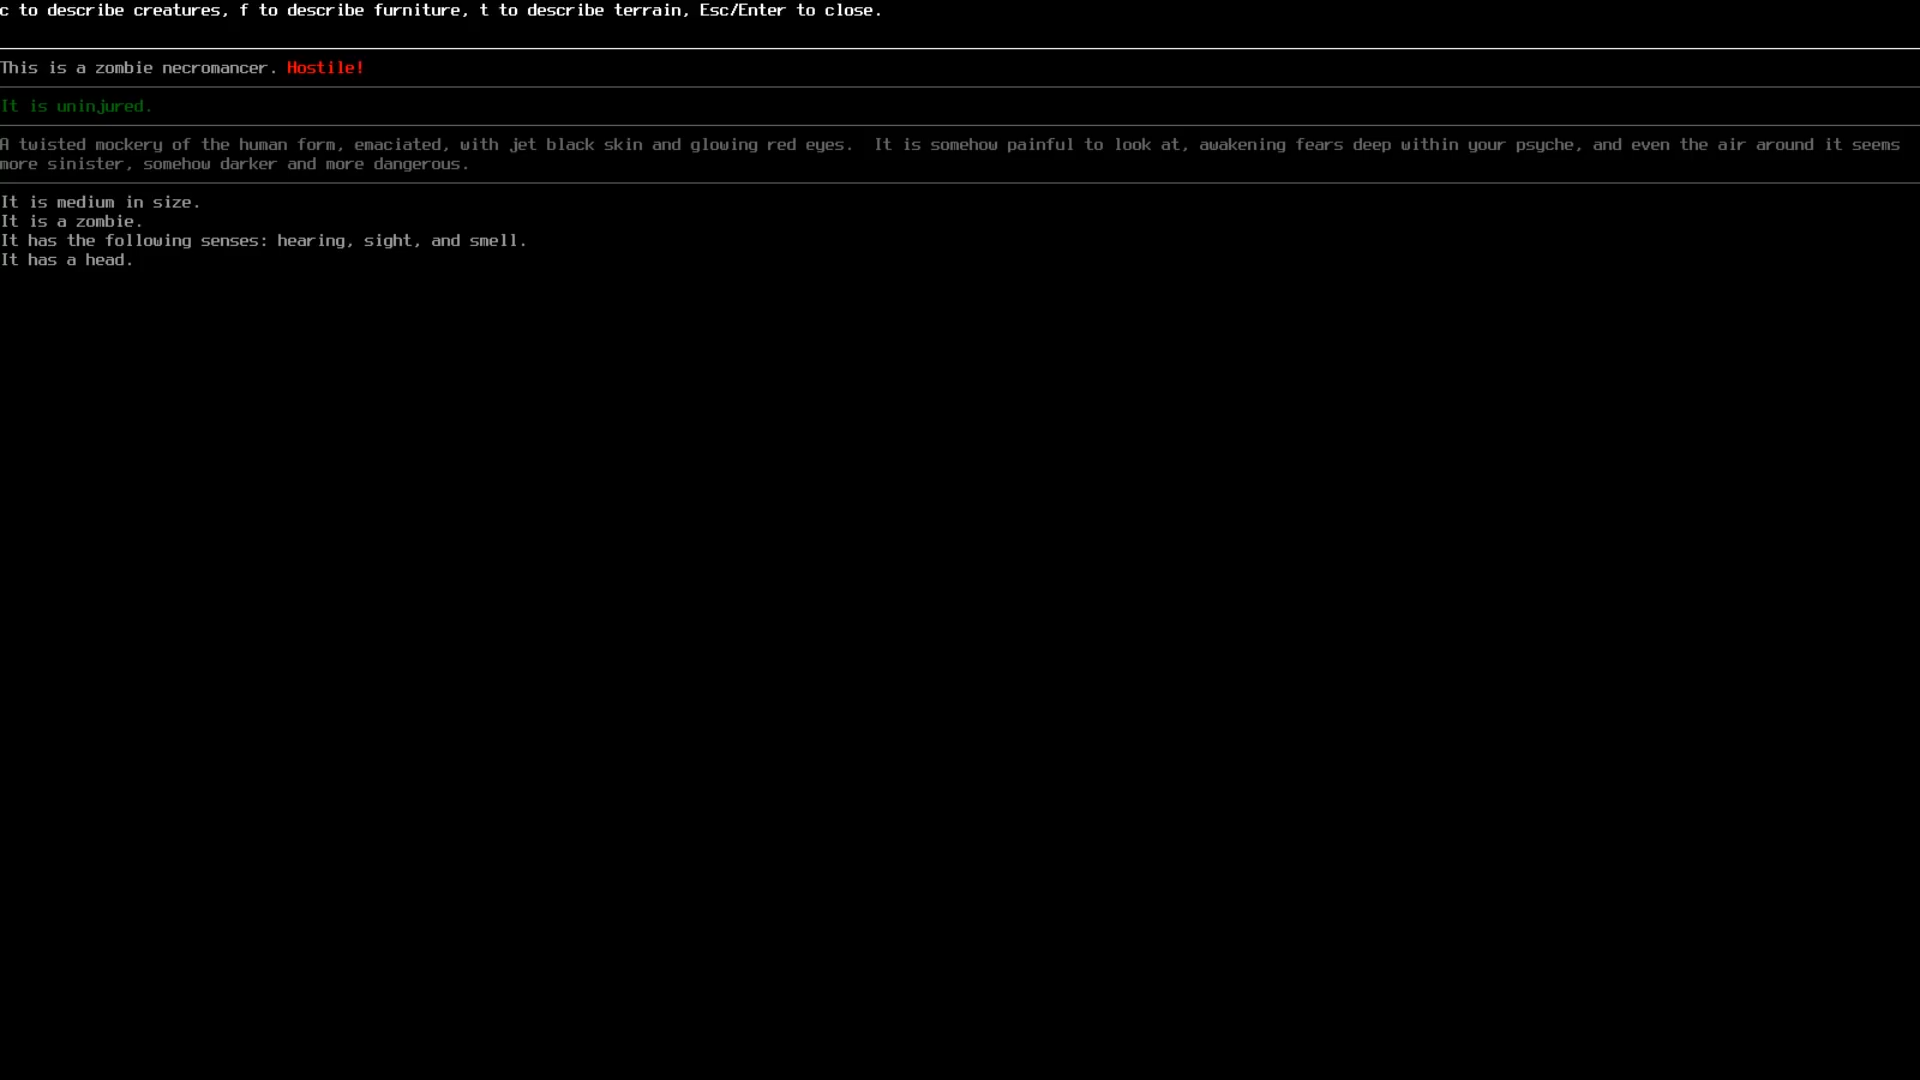 c to describe creatures, f to describe furniture, t to describe terrain, Esc/Enter to close.
This is a zombie necromancer. Hostile!
It is uninjured.
A twisted mockery of the human form, emaciated, with jet black skin and glowing red eyes.  It is somehow painful to look at, awakening fears deep within your psyche, and even the air around it seems
more sinister, somehow darker and more dangerous.
It is medium in size.
It is a zombie.
It has the following senses: hearing, sight, and smell.
It has a head.